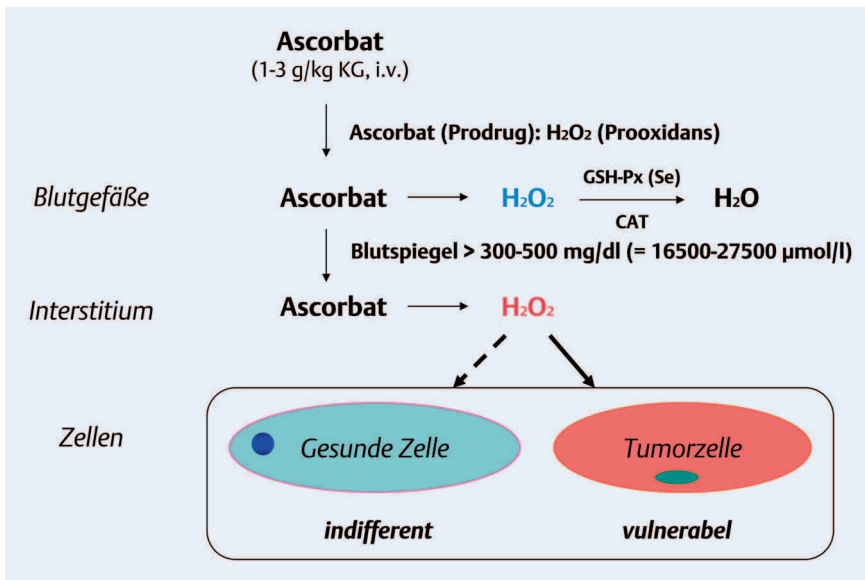 Ascorbat
(1-3 g/kg KG, i.v.)
Ascorbat (Prodrug): H₂O₂ (Prooxidans)
Blutgefäße
Ascorbat
H₂O₂
GSH-Px (Se)
CAT
H₂O
Blutspiegel > 300-500 mg/dl (= 16500-27500 µmol/l)
Interstitium
Ascorbat
H₂O₂
Zellen
Gesunde Zelle
Tumorzelle
indifferent
vulnerabel